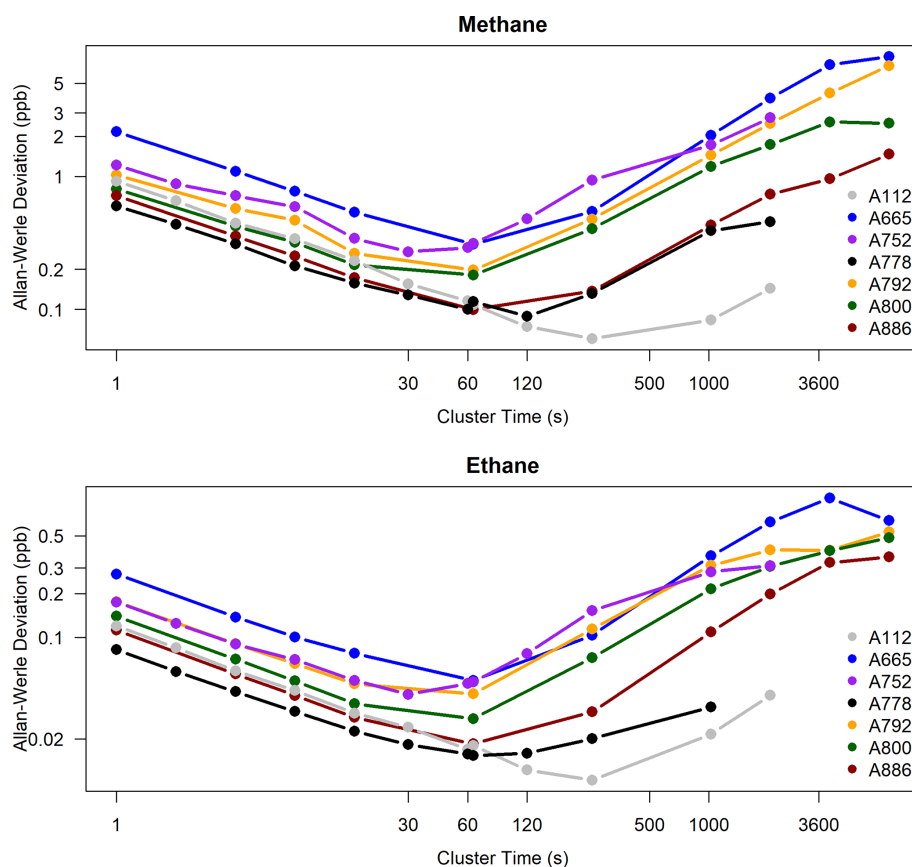 Methane
Allan-Werle Deviation (ppb)
5
3
2
1
0.2
0.1
A112
A665
A752
A778
A792
A800
A886
1 30 60 120 500 1000 3600
Cluster Time (s)
Ethane
Allan-Werle Deviation (ppb)
0.5
0.3
0.2
0.1
0.02
A112
A665
A752
A778
A792
A800
A886
1 30 60 120 500 1000 3600
Cluster Time (s)